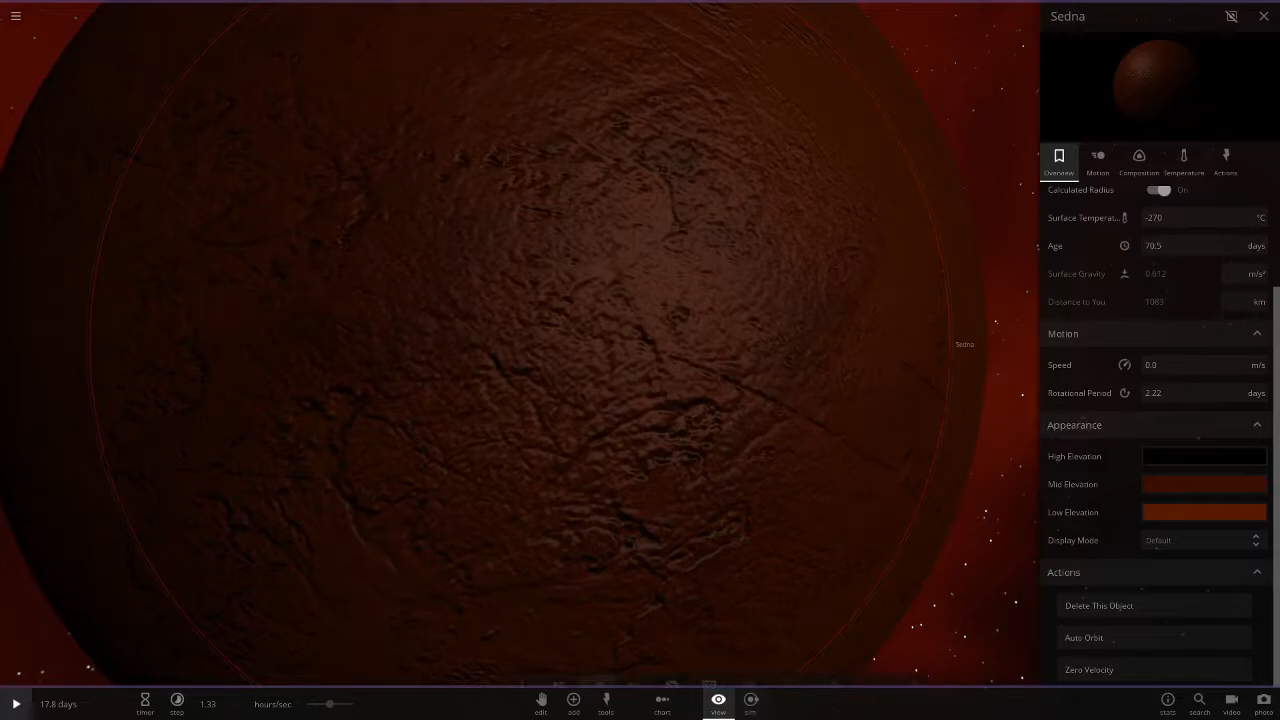 Sedna
Overview
Motion
Composition
Temperature
Actions
Calculated Radius On
Surface Temperat... -270 °C
Age 70.5 days
Surface Gravity 0.612 m/s²
Distance to You 1083 km
Motion
Speed 0.0 m/s
Rotational Period 2.22 days
Appearance
High Elevation
Mid Elevation
Low Elevation
Display Mode Default
Actions
Delete This Object
Auto Orbit
Zero Velocity
Sedna
17.8 days
timer
step
1.33
hours/sec
edit
add
tools
chart
view
sim
stats
search
video
photo